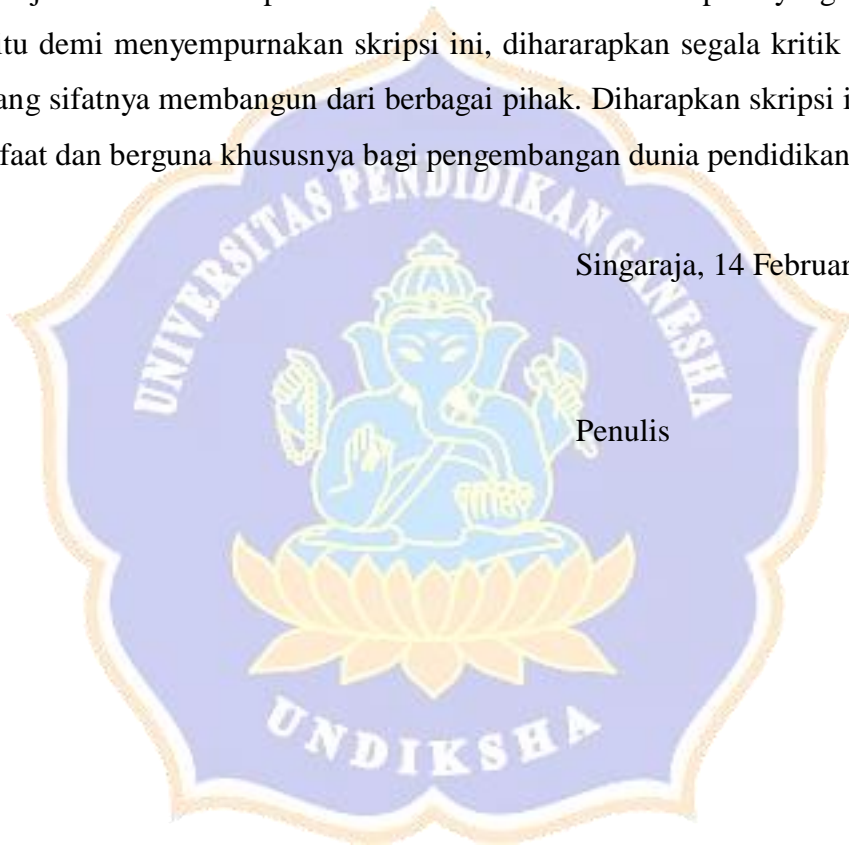 tu demi menyempurnakan skripsi ini, dihararapkan segala kritik
ang sifatnya membangun dari berbagai pihak. Diharapkan skripsi i
faat dan berguna khususnya bagi pengembangan dunia pendidikan
UNIVERSITAS PENDIDIKAN GANESHA
Singaraja, 14 Februar
Penulis
UNDIKSHA